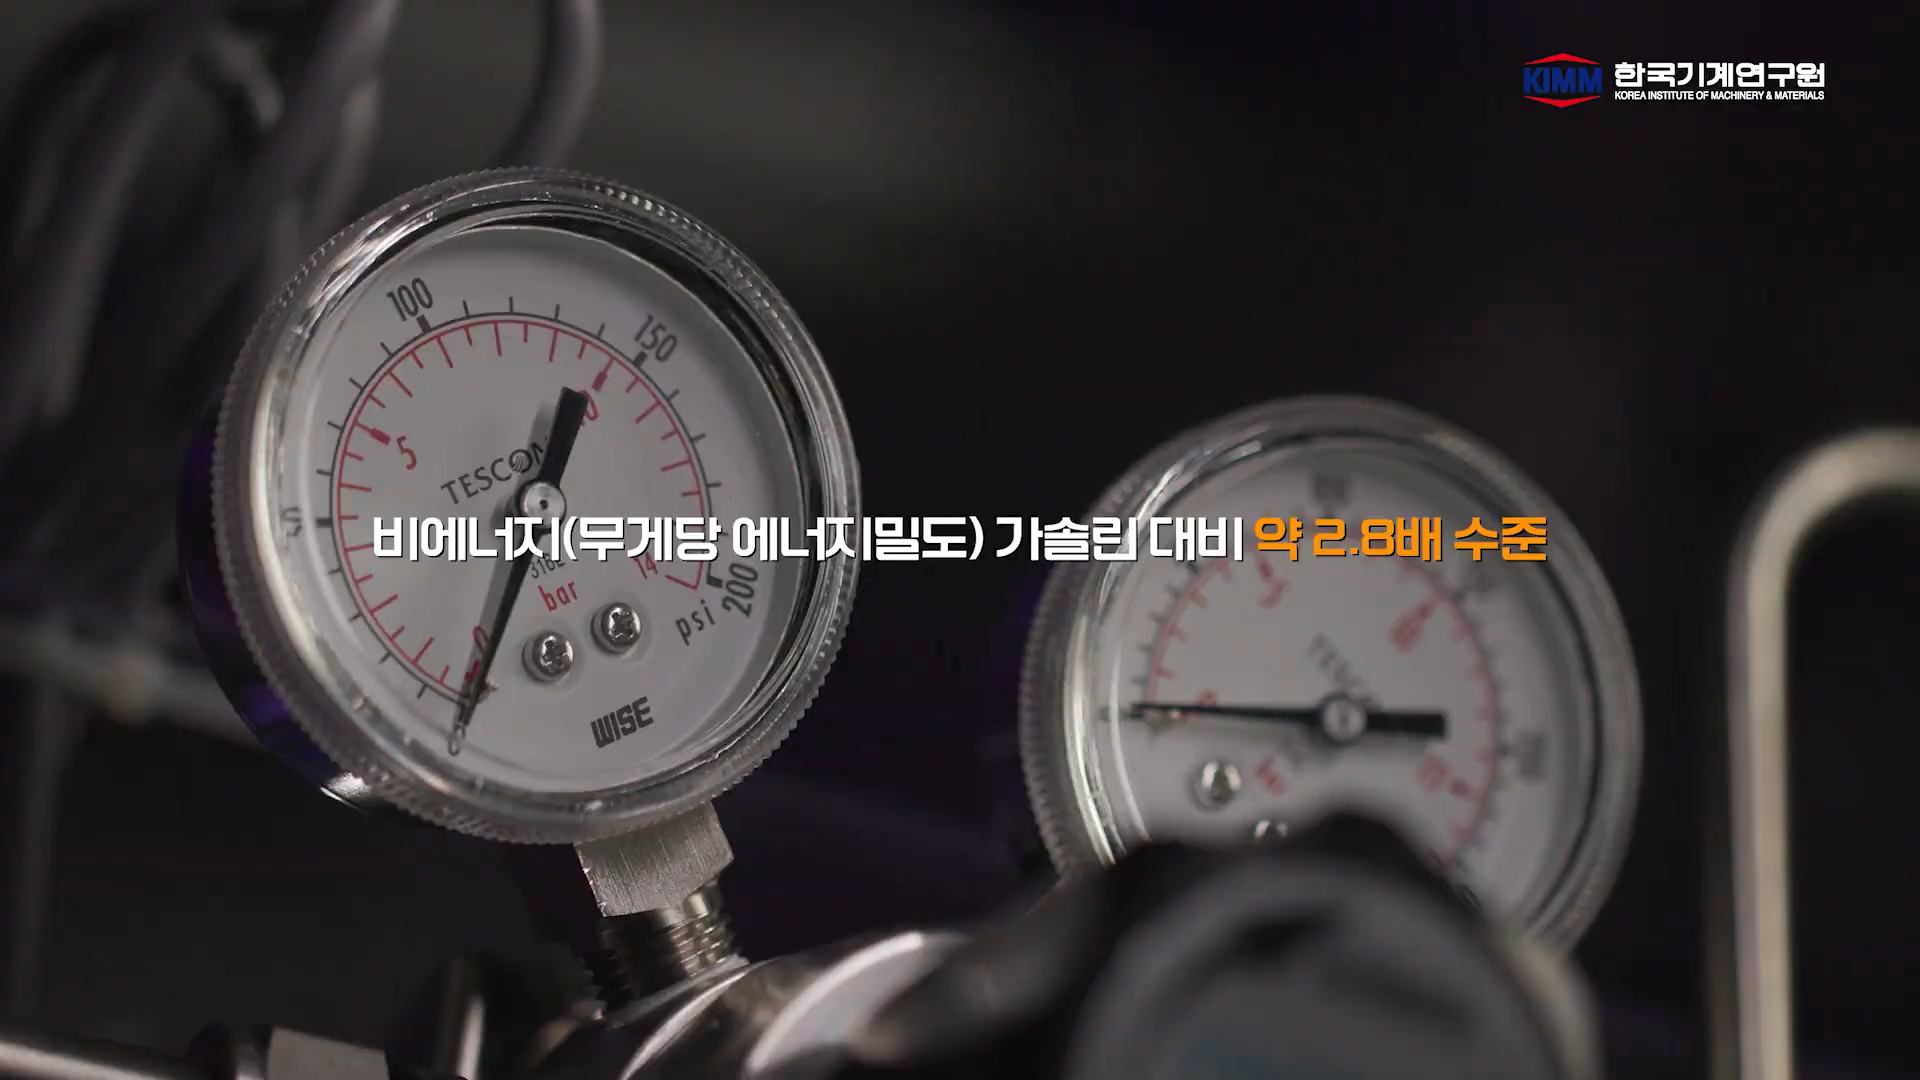 KIMM 한국기계연구원
KOREA INSTITUTE OF MACHINERY & MATERIALS
100
150
5
TESCOM
비에너지(무게당 에너지밀도) 가솔린 대비 약 2.8배 수준
bar
14
psi
200
0
0
WISE